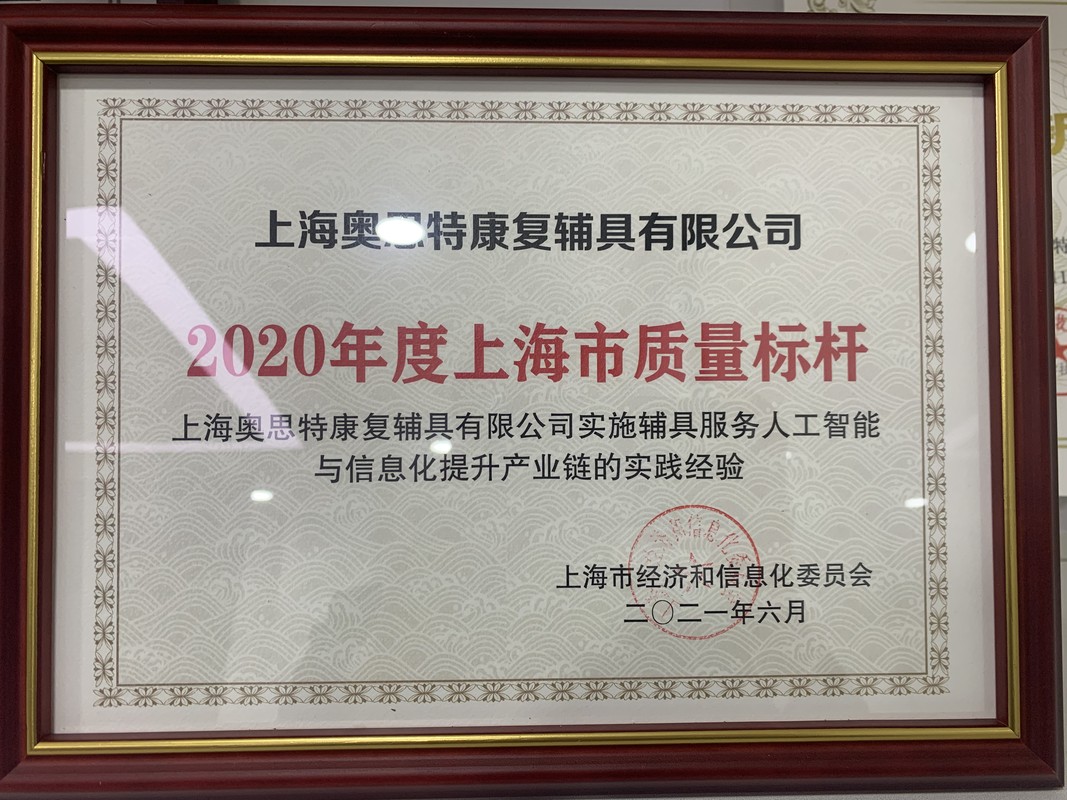 上海奥思特康复辅具有限公司
2020年度上海市质量标杆
上海奥思特康复辅具有限公司实施辅具服务人工智能
与信息化提升产业链的实践经验
上海市经济和信息化委员会
二〇二一年六月